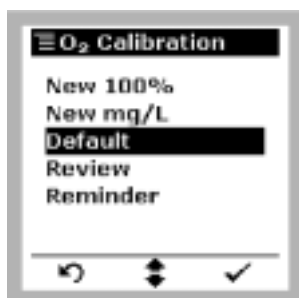 O₂ Calibration
New 100%
New mg/L
Default
Review
Reminder